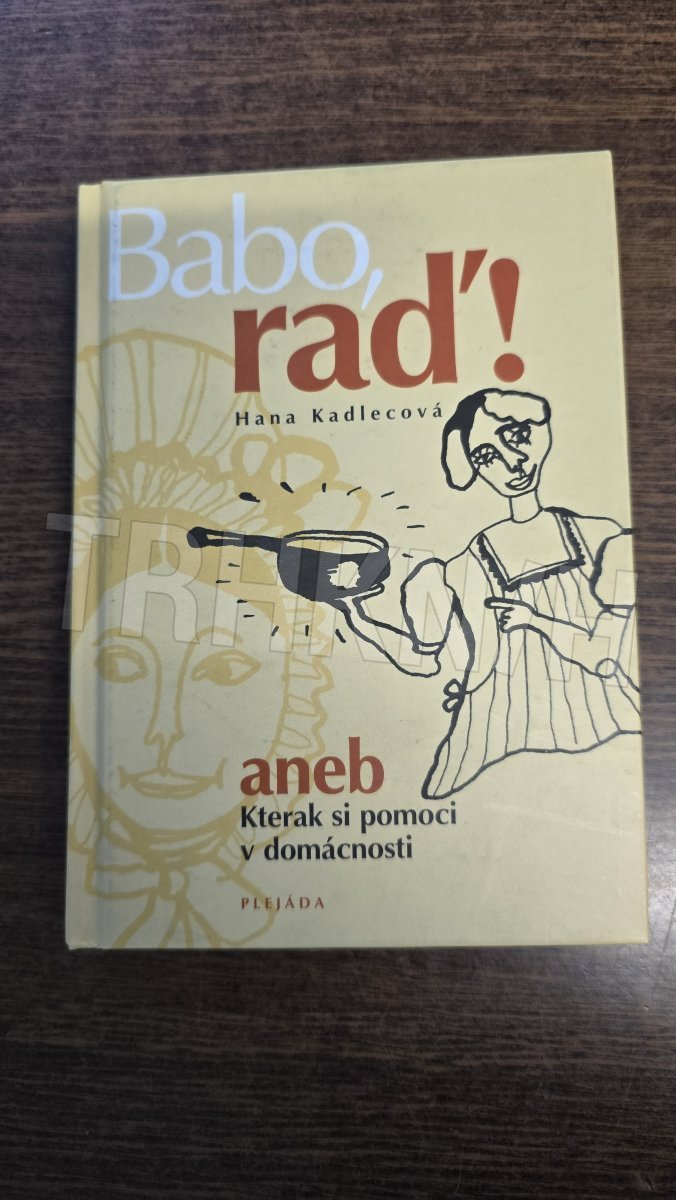 Babo,
raď!
Hana Kadlecová
aneb
Kterak si pomoci
v domácnosti
PLEJÁDA